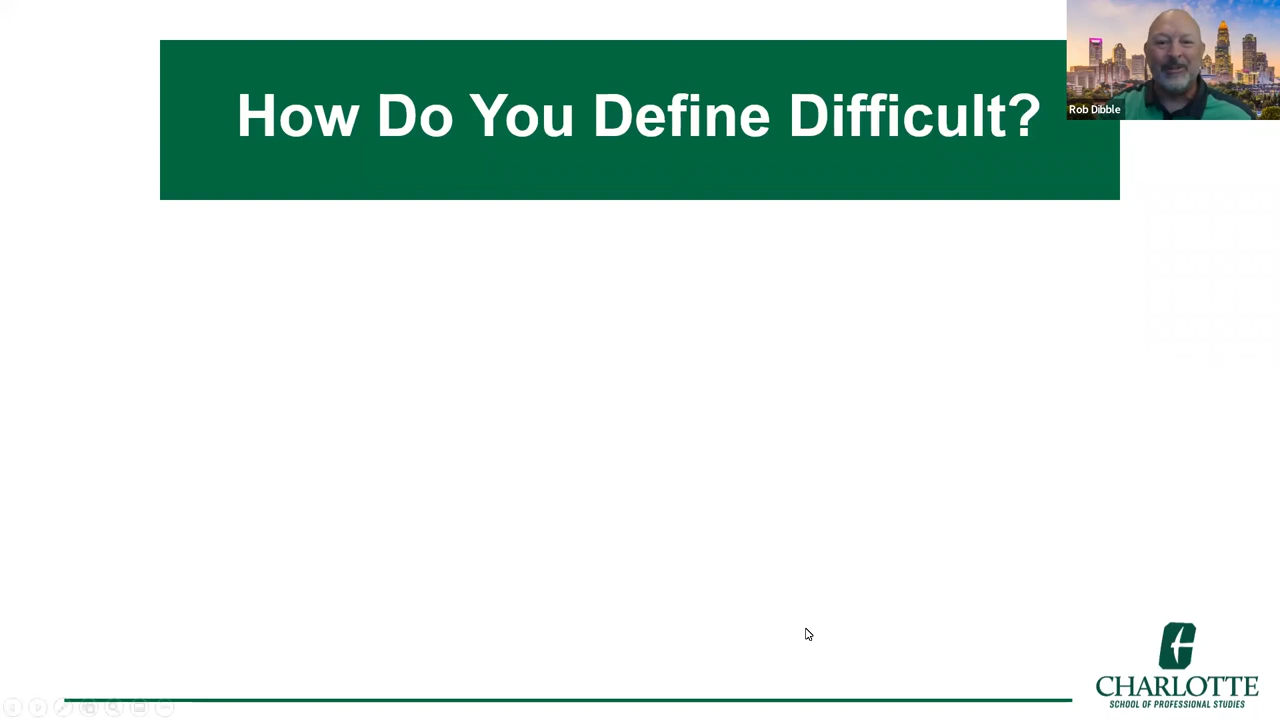 How Do You Define Difficult?
Rob Dibble
CHARLOTTE
SCHOOL OF PROFESSIONAL STUDIES